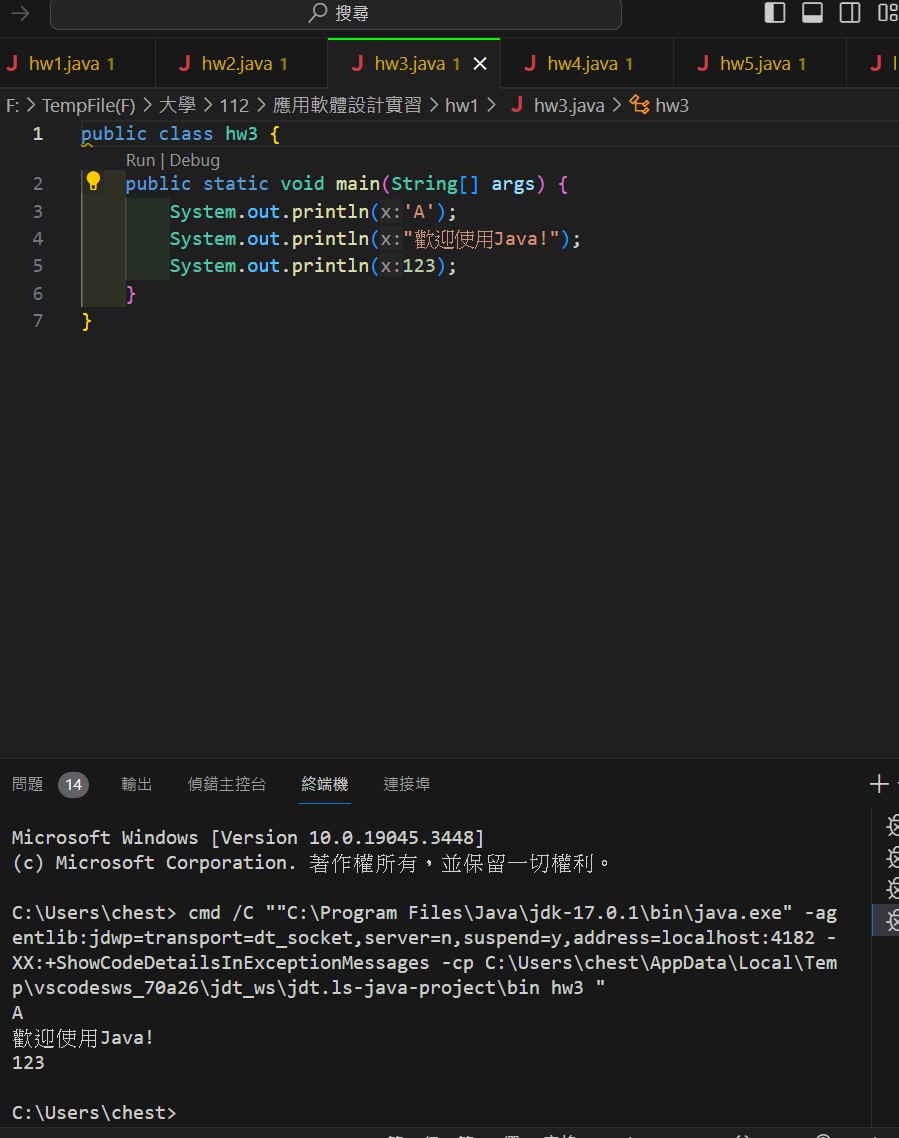 搜尋
hw1.java 1 hw2.java 1 hw3.java 1 hw4.java 1 hw5.java 1
F: > TempFile(F) > 大學 > 112 > 應用軟體設計實習 > hw1 > hw3.java > hw3
1 public class hw3 {
Run | Debug
2 public static void main(String[] args) {
3 System.out.println(x:'A');
4 System.out.println(x:"歡迎使用Java!");
5 System.out.println(x:123);
6 }
7 }
問題 14 輸出 偵錯主控台 終端機 連接埠
Microsoft Windows [Version 10.0.19045.3448]
(c) Microsoft Corporation. 著作權所有，並保留一切權利。
C:\Users\chest> cmd /C ""C:\Program Files\Java\jdk-17.0.1\bin\java.exe" -ag
entlib:jdwp=transport=dt_socket,server=n,suspend=y,address=localhost:4182 -
XX:+ShowCodeDetailsInExceptionMessages -cp C:\Users\chest\AppData\Local\Tem
p\vscodesws_70a26\jdt_ws\jdt.ls-java-project\bin hw3 "
A
歡迎使用Java!
123
C:\Users\chest>